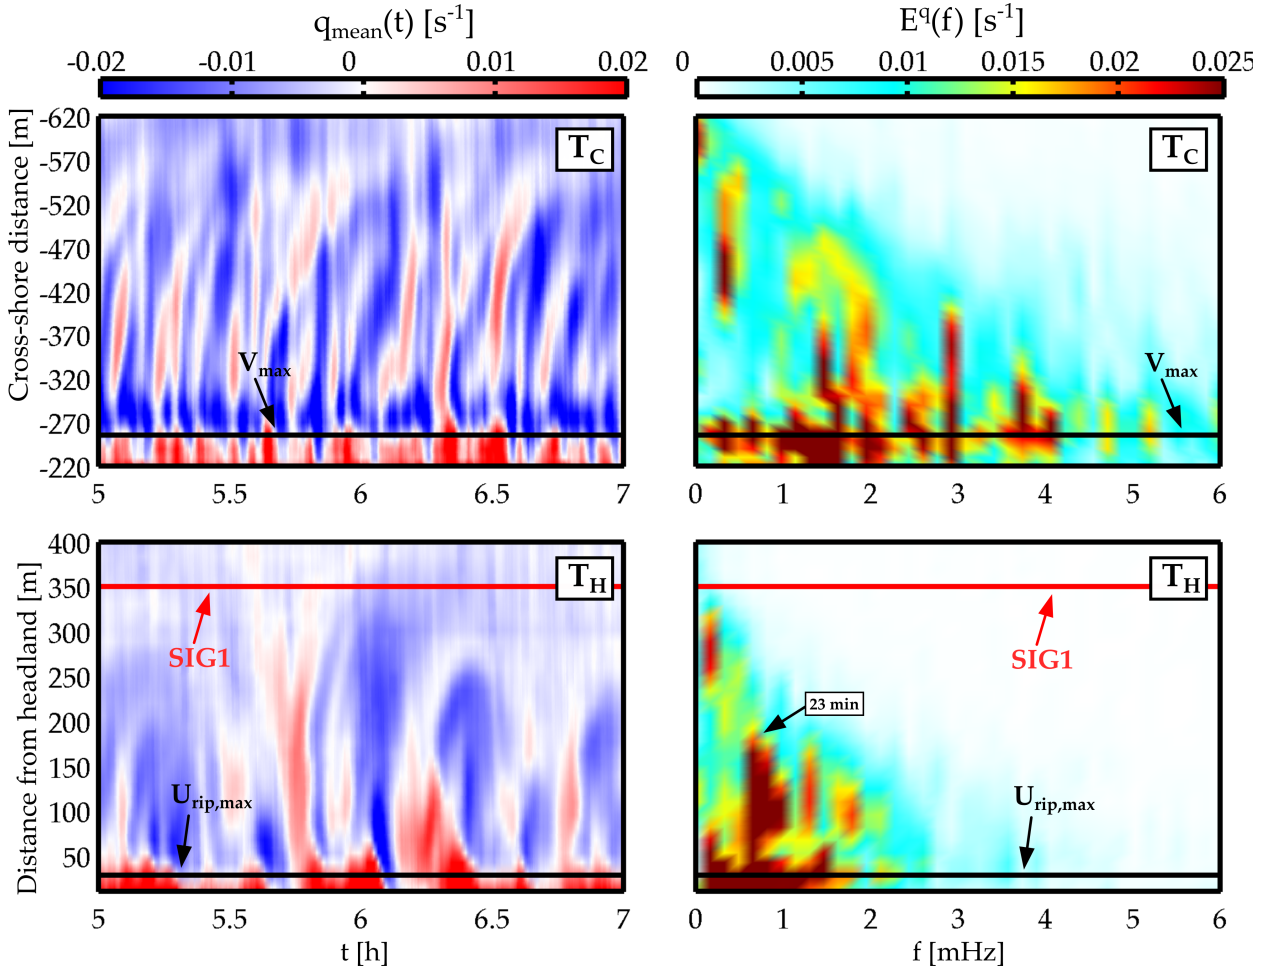 q_mean(t) [s^-1]
E^q(f) [s^-1]
-0.02 -0.01 0 0.01 0.02
0 0.005 0.01 0.015 0.02 0.025
Cross-shore distance [m]
-620
-570
-520
-470
-420
-370
-320
-270
-220
T_C
V_max
5 5.5 6 6.5 7
T_C
V_max
0 1 2 3 4 5 6
Distance from headland [m]
400
350
300
250
200
150
100
50
T_H
SIG1
U_rip,max
5 5.5 6 6.5 7
t [h]
T_H
SIG1
23 min
U_rip,max
0 1 2 3 4 5 6
f [mHz]